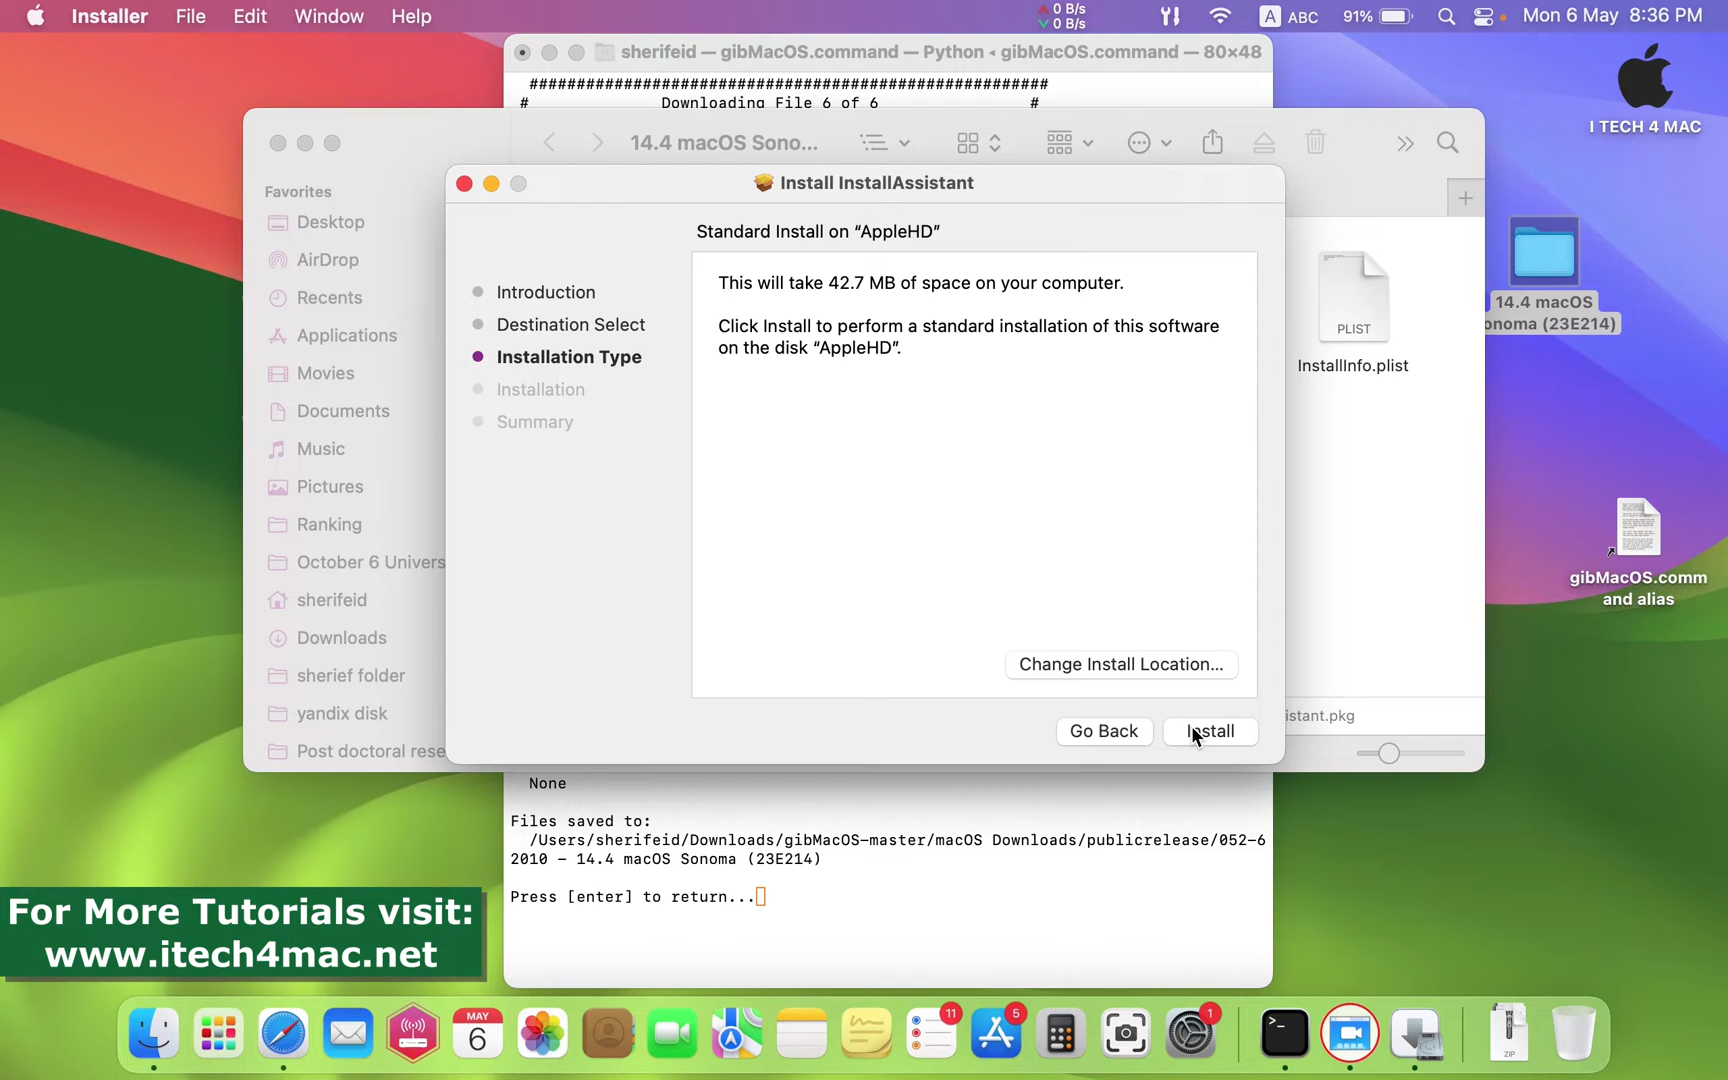 Installer File Edit Window Help
0 B/s
0 B/s
A ABC 91% Mon 6 May 8:36 PM
sherifeid — gibMacOS.command — Python ◂ gibMacOS.command — 80×48
#######################################################
# Downloading File 6 of 6 #
14.4 macOS Sono...
Install InstallAssistant
Favorites
Desktop
AirDrop
Recents
Applications
Movies
Documents
Music
Pictures
Ranking
October 6 Univers
sherifeid
Downloads
sherief folder
yandix disk
Post doctoral rese
Introduction
Destination Select
Installation Type
Installation
Summary
Standard Install on “AppleHD”
This will take 42.7 MB of space on your computer.
Click Install to perform a standard installation of this software
on the disk “AppleHD”.
Change Install Location...
Go Back
Install
PLIST
InstallInfo.plist
istant.pkg
I TECH 4 MAC
14.4 macOS
onoma (23E214)
gibMacOS.comm
and alias
None
Files saved to:
/Users/sherifeid/Downloads/gibMacOS-master/macOS Downloads/publicrelease/052-6
2010 - 14.4 macOS Sonoma (23E214)
Press [enter] to return...
For More Tutorials visit:
www.itech4mac.net
MAY
6
11
5
1
>_
ZIP